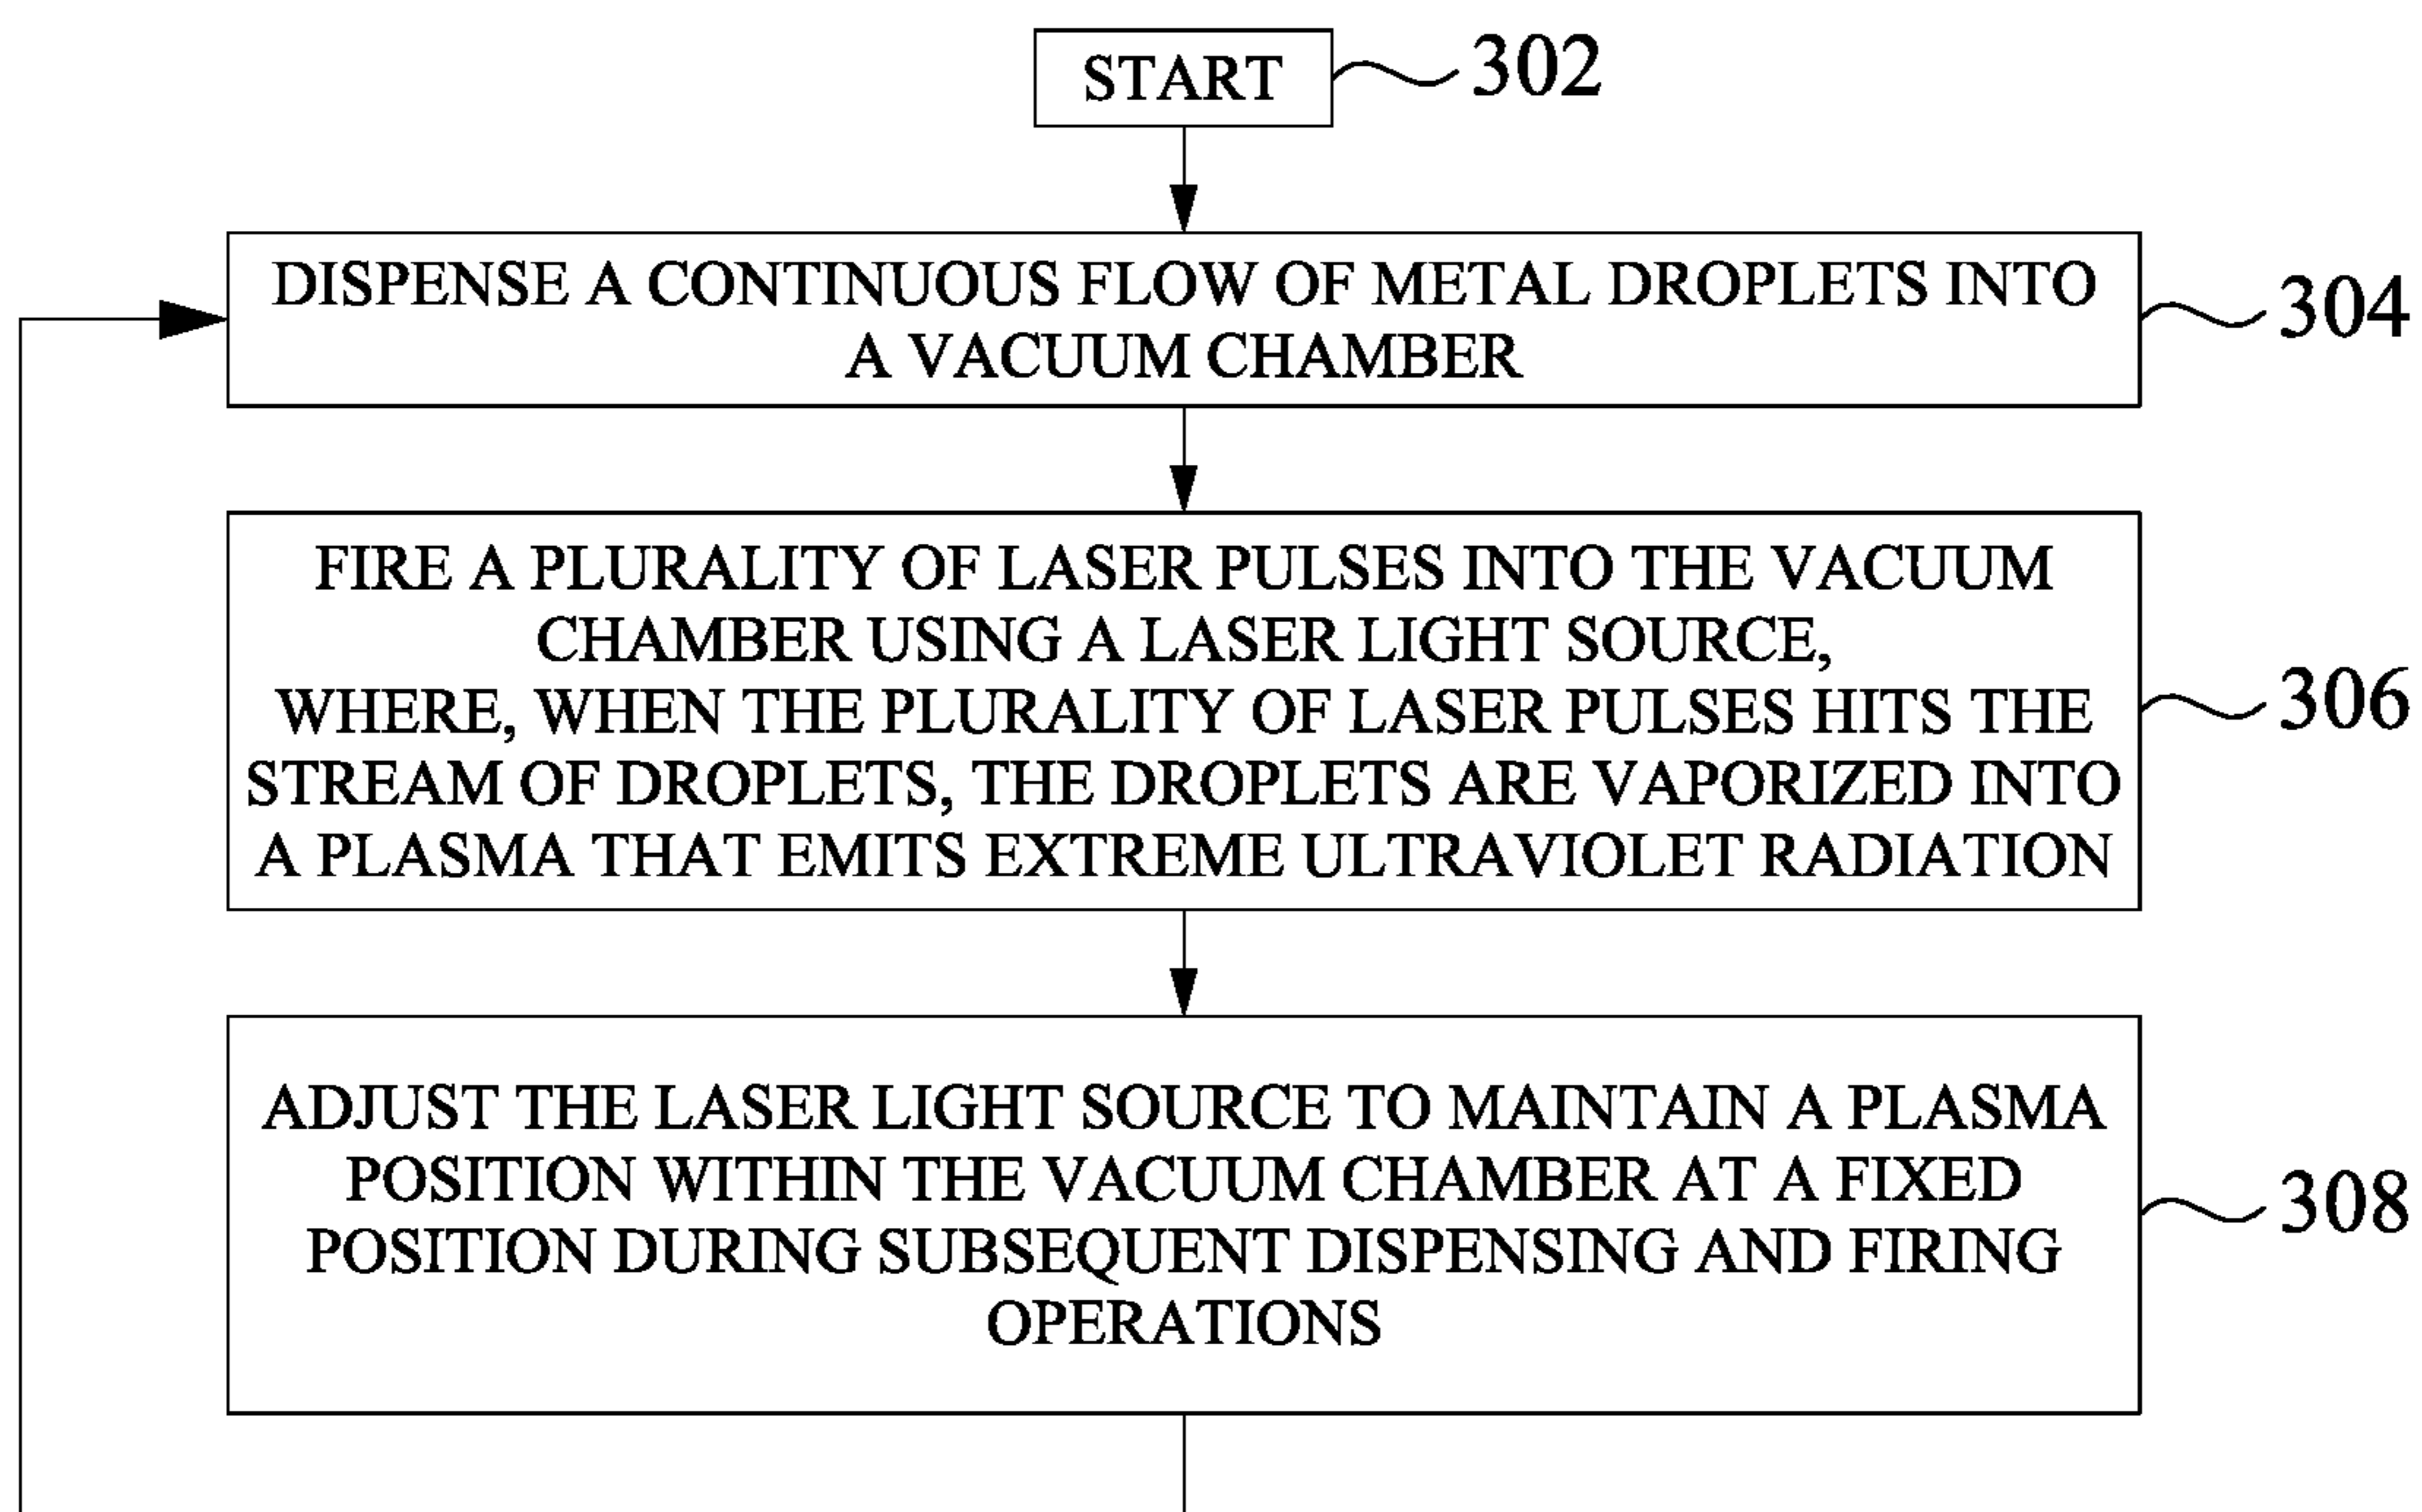 START
302
DISPENSE A CONTINUOUS FLOW OF METAL DROPLETS INTO
A VACUUM CHAMBER
304
FIRE A PLURALITY OF LASER PULSES INTO THE VACUUM
CHAMBER USING A LASER LIGHT SOURCE,
WHERE, WHEN THE PLURALITY OF LASER PULSES HITS THE
STREAM OF DROPLETS, THE DROPLETS ARE VAPORIZED INTO
A PLASMA THAT EMITS EXTREME ULTRAVIOLET RADIATION
306
ADJUST THE LASER LIGHT SOURCE TO MAINTAIN A PLASMA
POSITION WITHIN THE VACUUM CHAMBER AT A FIXED
POSITION DURING SUBSEQUENT DISPENSING AND FIRING
OPERATIONS
308